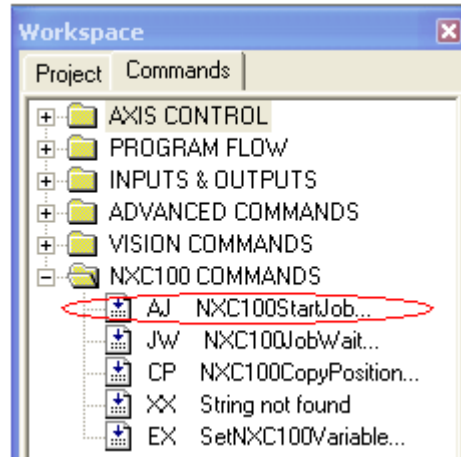 Workspace
Project Commands
AXIS CONTROL
PROGRAM FLOW
INPUTS & OUTPUTS
ADVANCED COMMANDS
VISION COMMANDS
NXC100 COMMANDS
AJ NXC100StartJob...
JW NXC100JobWait...
CP NXC100CopyPosition...
XX String not found
EX SetNXC100Variable...